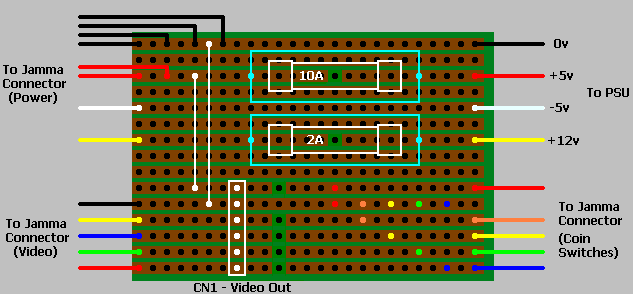 0v
To Jamma
Connector
(Power)
10A
+5v
To PSU
-5v
2A
+12v
To Jamma
Connector
(Video)
To Jamma
Connector
(Coin
Switches)
CN1 - Video Out